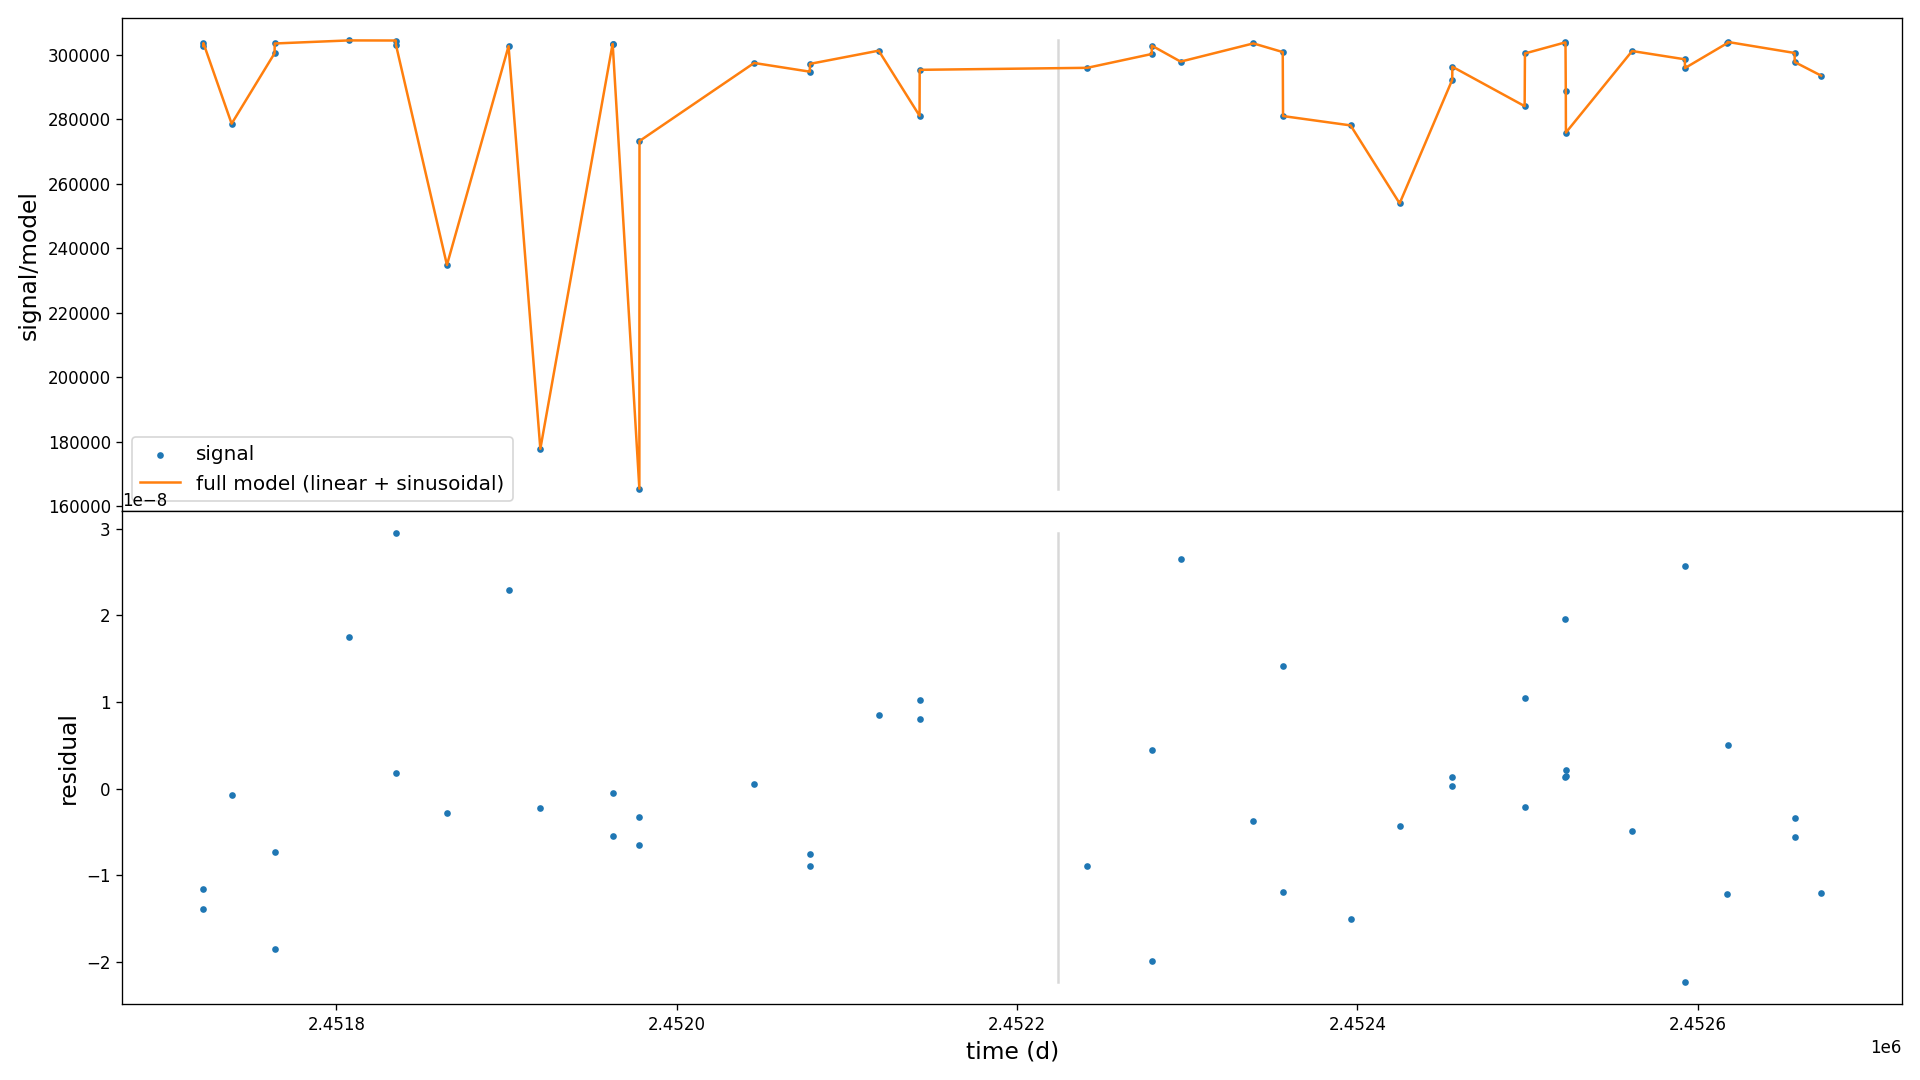 signal/model
300000
280000
260000
240000
220000
200000
180000
160000
signal
full model (linear + sinusoidal)
1e−8
residual
3
2
1
0
−1
−2
2.4518
2.4520
2.4522
2.4524
2.4526
time (d)
1e6